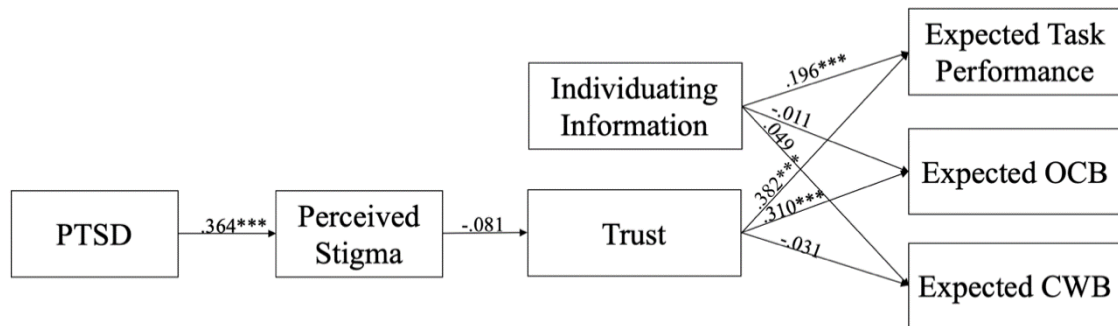 Expected Task
Performance
Individuating
Information
.196***
-.011
.049
Expected OCB
.382***
.310***
PTSD
.364***
Perceived
Stigma
-.081
Trust
-.031
Expected CWB